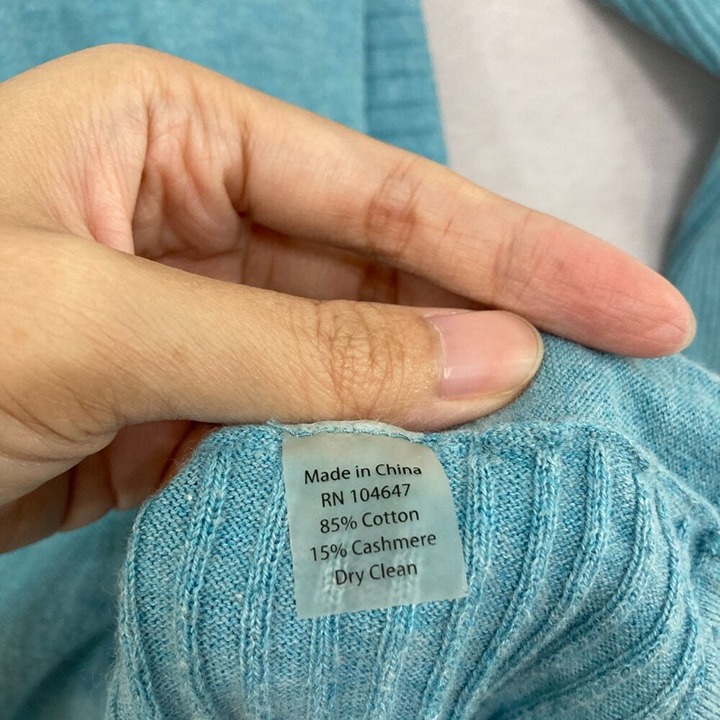 Made in China
RN 104647
85% Cotton
15% Cashmere
Dry Clean